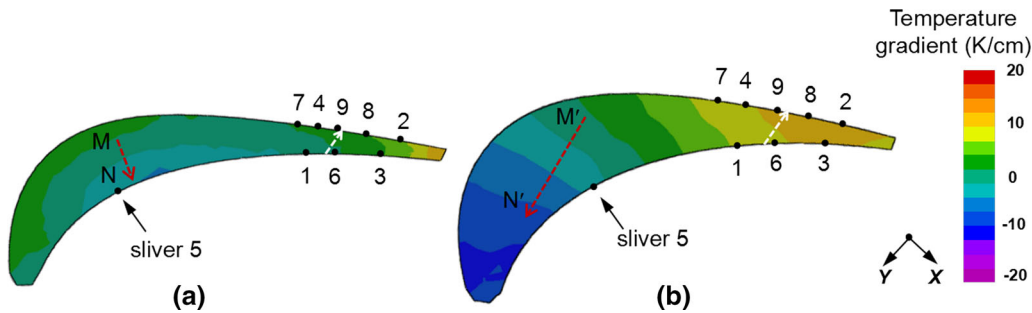 Temperature
gradient (K/cm)
20
10
0
-10
-20
7 4 9 8 2
M
N
1 6 3
sliver 5
(a)
7 4 9 8 2
M′
N′
1 6 3
sliver 5
(b)
Y X